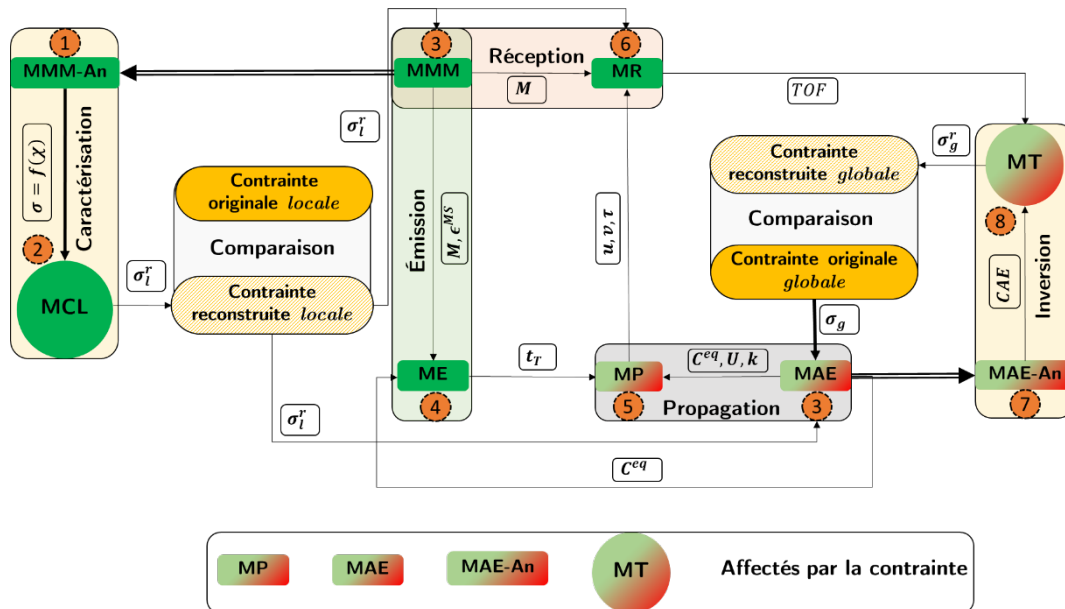 1
MMM-An
σ = f(χ)
Caractérisation
2
MCL
σ_l^r
Contrainte
originale locale
Comparaison
Contrainte
reconstruite locale
σ_l^r
σ_l^r
3
MMM
Réception
M
6
MR
Émission
M, ϵ^MS
ME
4
t_T
u, v, τ
MP
5
C^eq, U, k
MAE
3
Propagation
C^eq
TOF
σ_g^r
Contrainte
reconstruite globale
Comparaison
Contrainte originale
globale
σ_g
MT
8
CAE
Inversion
MAE-An
7
MP
MAE
MAE-An
MT
Affectés par la contrainte